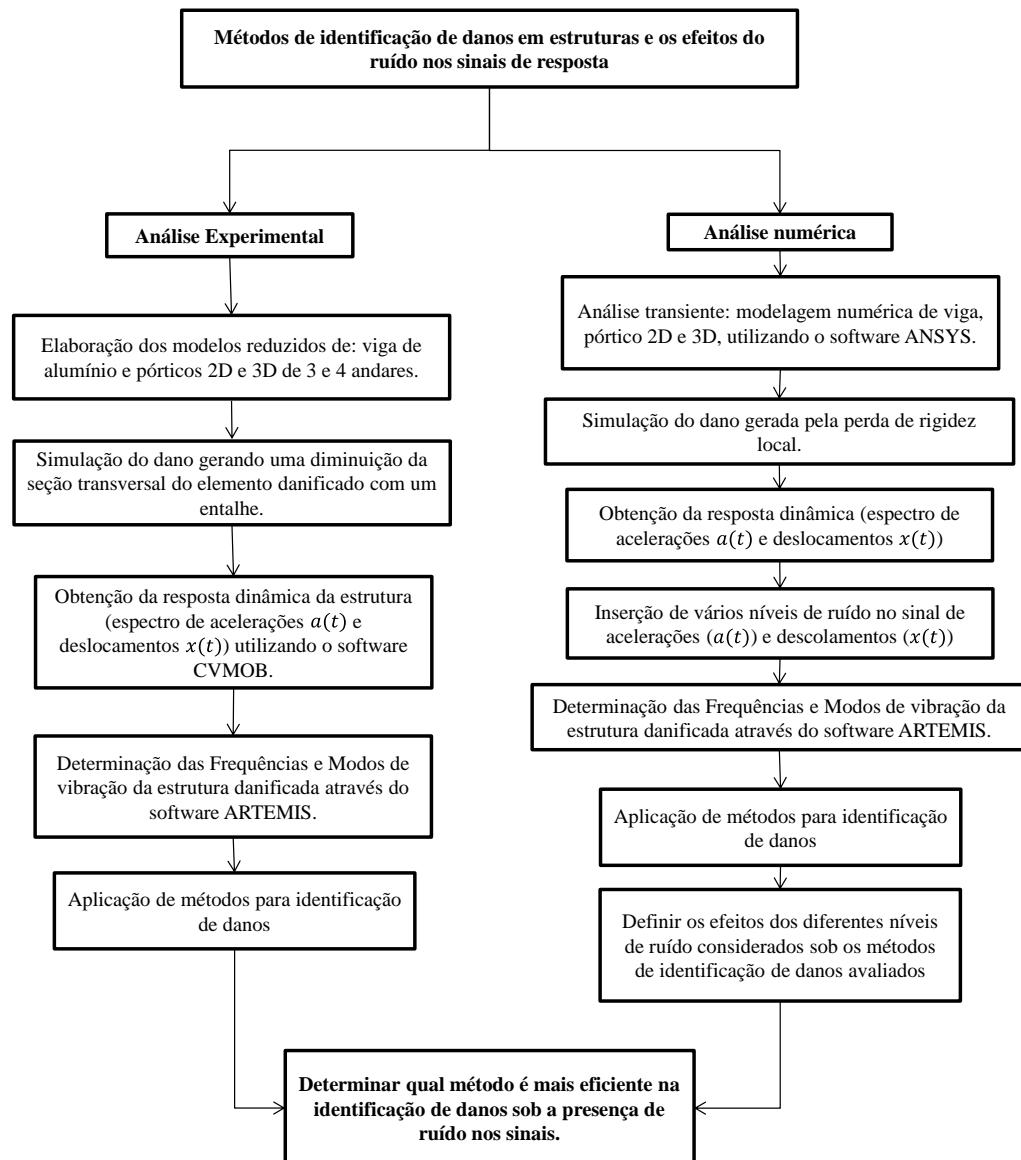 Métodos de identificação de danos em estruturas e os efeitos do
ruído nos sinais de resposta
Análise Experimental
Elaboração dos modelos reduzidos de: viga de
alumínio e pórticos 2D e 3D de 3 e 4 andares.
Simulação do dano gerando uma diminuição da
seção transversal do elemento danificado com um
entalhe.
Obtenção da resposta dinâmica da estrutura
(espectro de acelerações a(t) e
deslocamentos x(t)) utilizando o software
CVMOB.
Determinação das Frequências e Modos de
vibração da estrutura danificada através do
software ARTEMIS.
Aplicação de métodos para identificação
de danos
Análise numérica
Análise transiente: modelagem numérica de viga,
pórtico 2D e 3D, utilizando o software ANSYS.
Simulação do dano gerada pela perda de rigidez
local.
Obtenção da resposta dinâmica (espectro de
acelerações a(t) e deslocamentos x(t))
Inserção de vários níveis de ruído no sinal de
acelerações (a(t)) e descolamentos (x(t))
Determinação das Frequências e Modos de vibração da
estrutura danificada através do software ARTEMIS.
Aplicação de métodos para identificação
de danos
Definir os efeitos dos diferentes níveis
de ruído considerados sob os métodos
de identificação de danos avaliados
Determinar qual método é mais eficiente na
identificação de danos sob a presença de
ruído nos sinais.